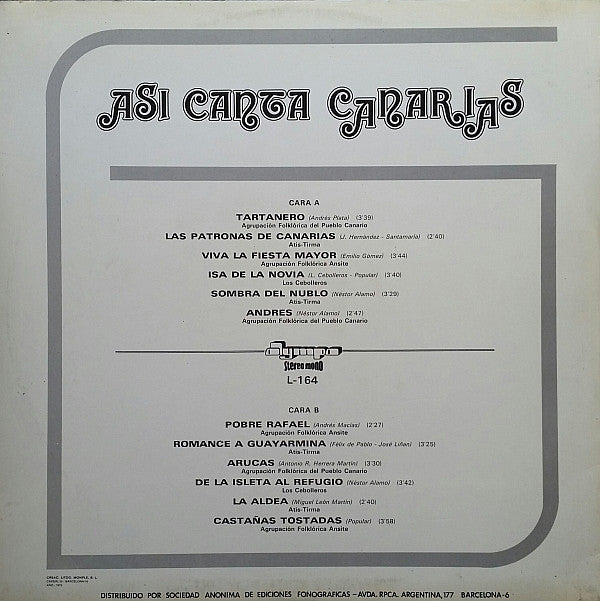 ASI CANTA CANARIAS
CARA A
TARTANERO (Andrés Plata) (3'39)
Agrupación Folklórica del Pueblo Canario
LAS PATRONAS DE CANARIAS (J. Hernández - Santamaría) (2'40)
Atis-Tirma
VIVA LA FIESTA MAYOR (Emilio Gómez) (3'44)
Agrupación Folklórica Ansite
ISA DE LA NOVIA (L. Cebolleros - Popular) (3'40)
Los Cebolleros
SOMBRA DEL NUBLO (Néstor Alamo) (3'29)
Atis-Tirma
ANDRES (Néstor Alamo) (2'47)
Agrupación Folklórica del Pueblo Canario
Olympo
Stereo mono
L-164
CARA B
POBRE RAFAEL (Andrés Macías) (2'27)
Agrupación Folklórica Ansite
ROMANCE A GUAYARMINA (Félix de Pablo - José Liñan) (3'25)
Atis-Tirma
ARUCAS (Antonio R. Herrera Martín) (3'30)
Agrupación Folklórica del Pueblo Canario
DE LA ISLETA AL REFUGIO (Néstor Alamo) (3'42)
Los Cebolleros
LA ALDEA (Miguel León Martín) (2'40)
Atis-Tirma
CASTAÑAS TOSTADAS (Popular) (3'58)
Agrupación Folklórica Ansite
DISTRIBUIDO POR SOCIEDAD ANONIMA DE EDICIONES FONOGRAFICAS – AVDA. RPCA. ARGENTINA, 177 BARCELONA-6